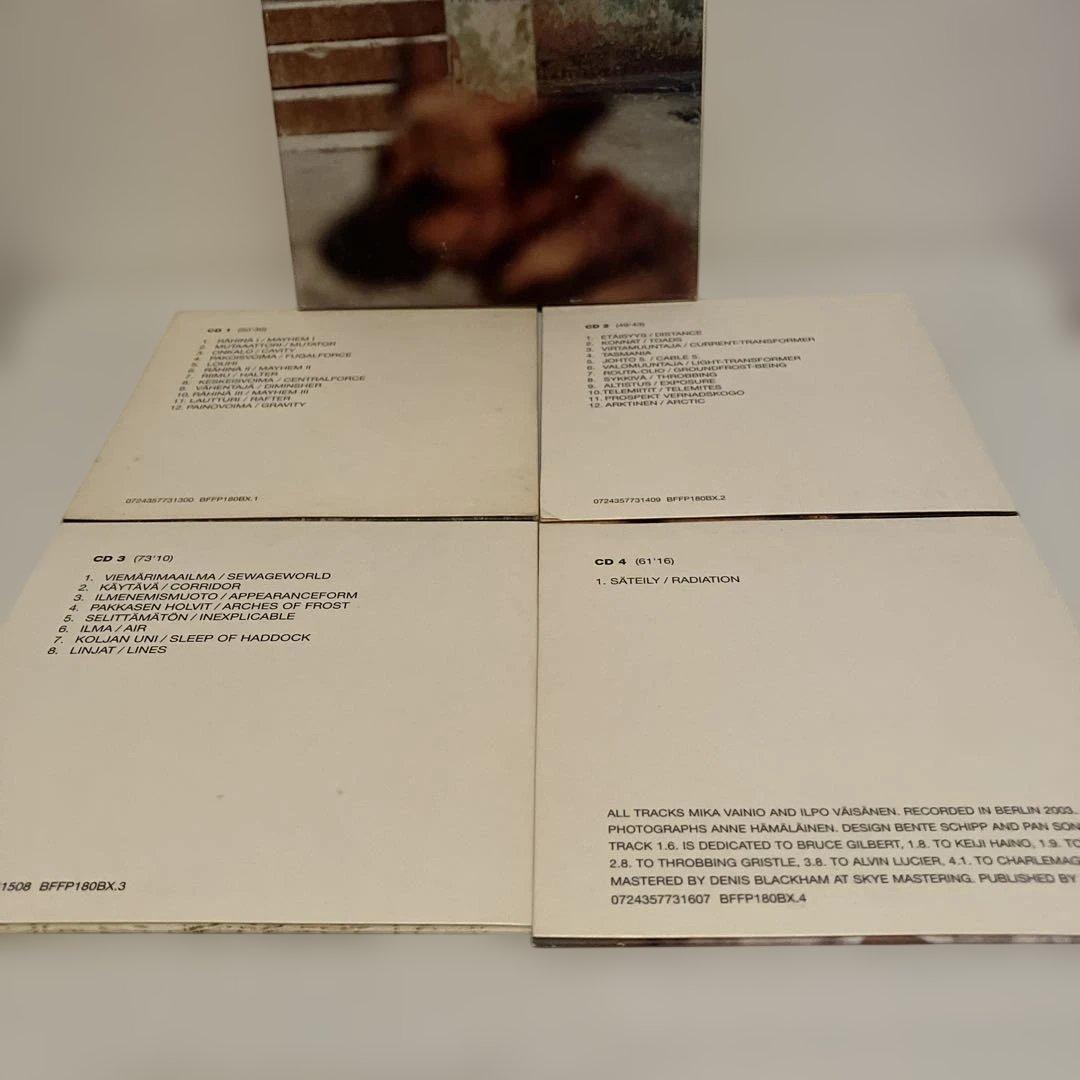 CD 1 (50'36)
1. RÄHINÄ I / MAYHEM I
2. MUTAAATTORI / MUTATOR
3. ONKALO / CAVITY
4. PAKOISVOIMA / FUGALFORCE
5. LOUHI
6. RÄHINÄ II / MAYHEM II
7. RIIMU / HALTER
8. KESKEISVOIMA / CENTRALFORCE
9. VÄHENTÄJÄ / DIMINISHER
10. RÄHINÄ III / MAYHEM III
11. LAUTTURI / RAFTER
12. PAINOVOIMA / GRAVITY
0724357731300 BFFP180BX.1
CD 2 (49'43)
1. ETÄISYYS / DISTANCE
2. KONNAT / TOADS
3. VIRTAMUUNTAJA / CURRENT-TRANSFORMER
4. TASMANIA
5. JOHTO 5. / CABLE 5.
6. VALOMUUNTAJA / LIGHT-TRANSFORMER
7. ROUTA-OLIO / GROUNDFROST-BEING
8. SYKKIVÄ / THROBBING
9. ALTISTUS / EXPOSURE
10. TELEMIITIT / TELEMITES
11. PROSPEKT VERNADSKOGO
12. ARKTINEN / ARCTIC
0724357731409 BFFP180BX.2
CD 3 (73'10)
1. VIEMÄRIMAAILMA / SEWAGEWORLD
2. KÄYTÄVÄ / CORRIDOR
3. ILMENEMISMUOTO / APPEARANCEFORM
4. PAKKASEN HOLVIT / ARCHES OF FROST
5. SELITTÄMÄTÖN / INEXPLICABLE
6. ILMA / AIR
7. KOLJAN UNI / SLEEP OF HADDOCK
8. LINJAT / LINES
1508 BFFP180BX.3
CD 4 (61'16)
1. SÄTEILY / RADIATION
ALL TRACKS MIKA VAINIO AND ILPO VÄISÄNEN. RECORDED IN BERLIN 2003.
PHOTOGRAPHS ANNE HÄMÄLÄINEN. DESIGN BENTE SCHIPP AND PAN SON
TRACK 1.6. IS DEDICATED TO BRUCE GILBERT, 1.8. TO KEIJI HAINO, 1.9. TO
2.8. TO THROBBING GRISTLE, 3.8. TO ALVIN LUCIER, 4.1. TO CHARLEMAG
MASTERED BY DENIS BLACKHAM AT SKYE MASTERING. PUBLISHED BY
0724357731607 BFFP180BX.4